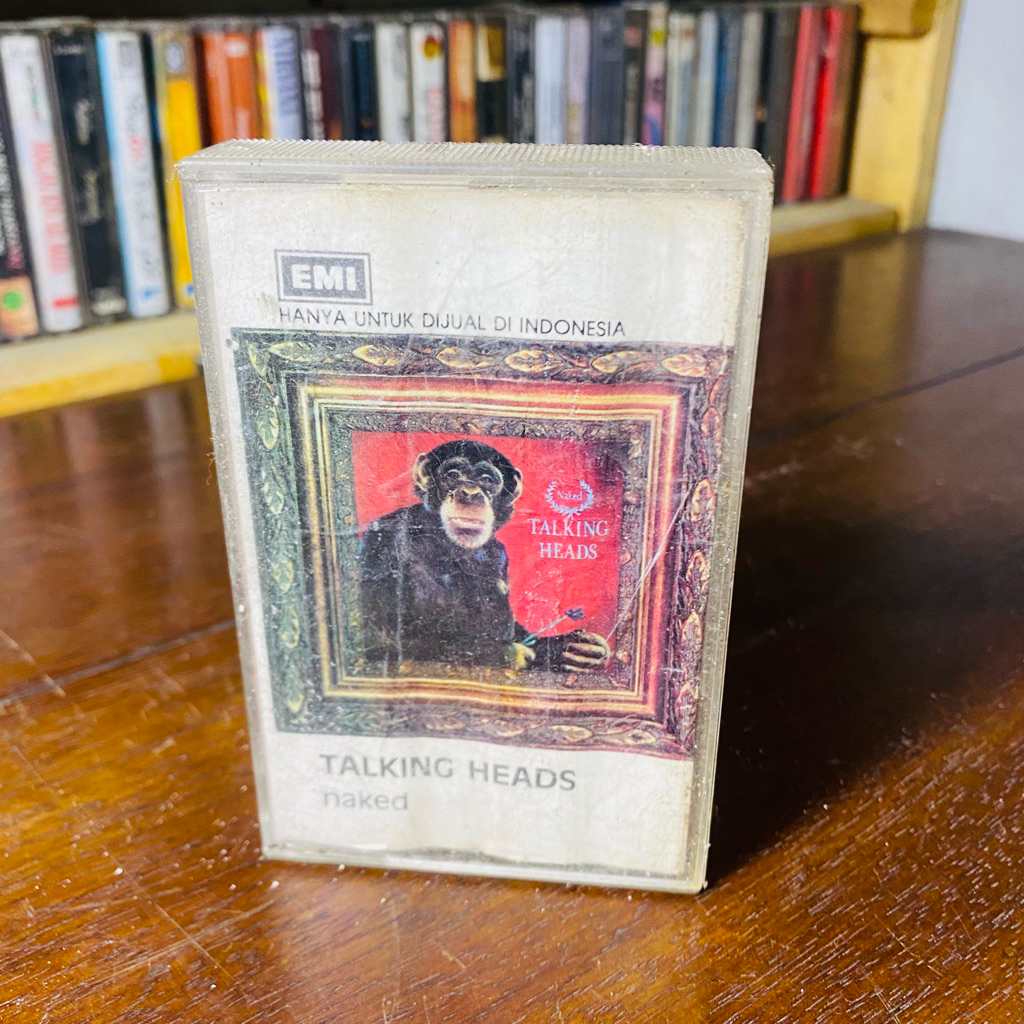 EMI
HANYA UNTUK DIJUAL DI INDONESIA
Naked
TALKING
HEADS
TALKING HEADS
naked